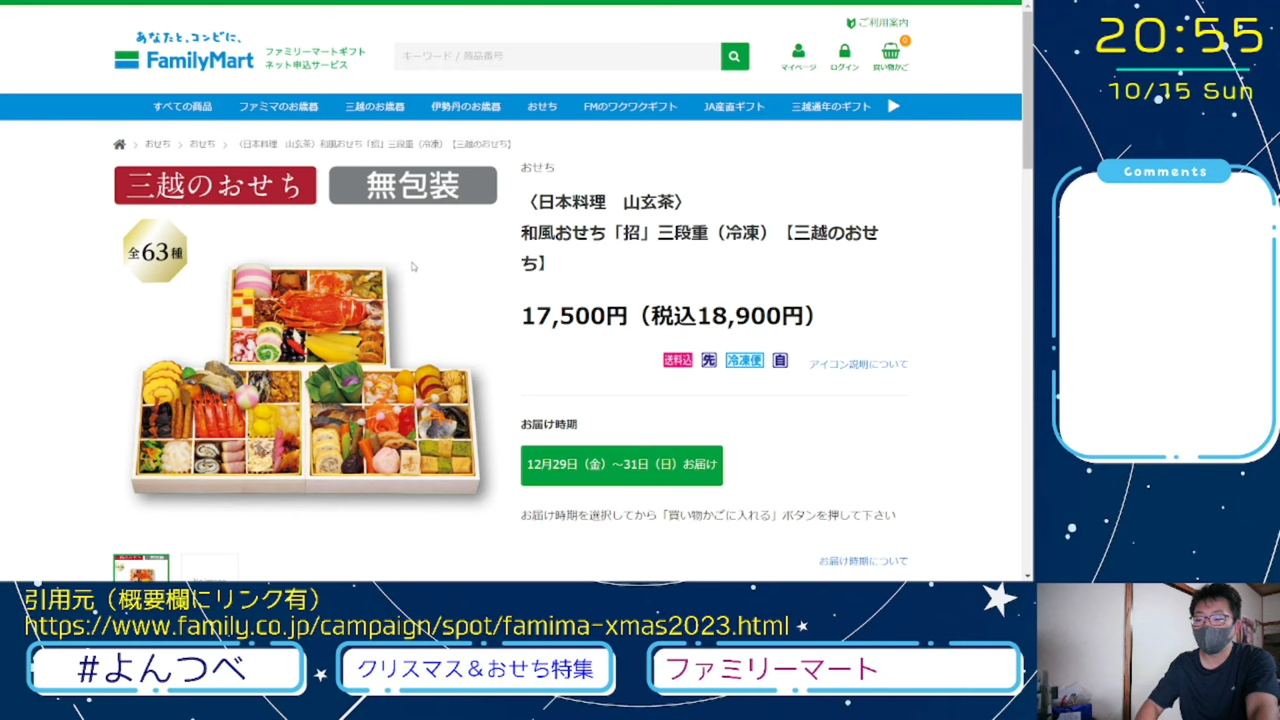 ご利用案内
あなたと、コンビに、
FamilyMart
ファミリーマートギフト
ネット申込サービス
キーワード / 商品番号
マイページ
ログイン
0
買い物かご
すべての商品
ファミマのお歳暮
三越のお歳暮
伊勢丹のお歳暮
おせち
FMのワクワクギフト
JA産直ギフト
三越通年のギフト
おせち > おせち > 〈日本料理 山玄茶〉和風おせち「招」三段重（冷凍）【三越のおせち】
三越のおせち
無包装
全63種
おせち
〈日本料理 山玄茶〉
和風おせち「招」三段重（冷凍）【三越のおせ
ち】
17,500円（税込18,900円）
送料込
先
冷凍便
自
アイコン説明について
お届け時期
12月29日（金）～31日（日）お届け
お届け時期を選択してから「買い物かごに入れる」ボタンを押して下さい
お届け時期について
20:55
10/15 Sun
Comments
引用元（概要欄にリンク有）
https://www.family.co.jp/campaign/spot/famima-xmas2023.html
#よんつべ
クリスマス＆おせち特集
ファミリーマート